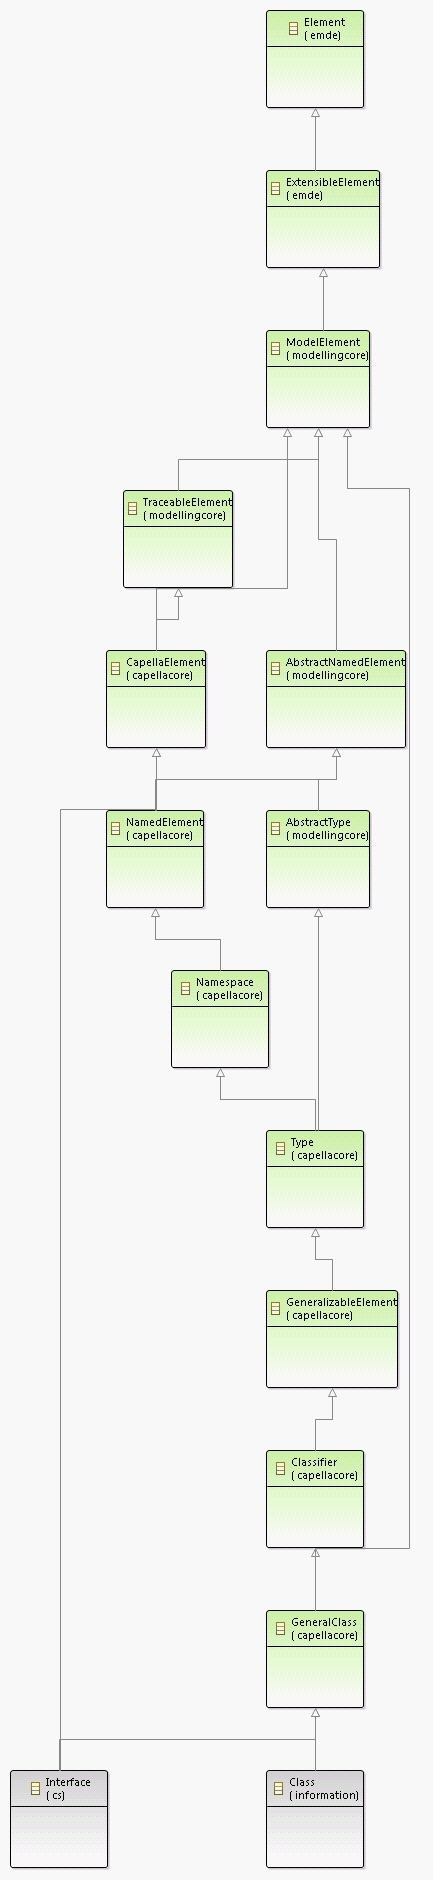 Element
( emde)
ExtensibleElement
( emde)
ModelElement
( modellingcore)
TraceableElement
( modellingcore)
CapellaElement
( capellacore)
AbstractNamedElement
( modellingcore)
NamedElement
( capellacore)
AbstractType
( modellingcore)
Namespace
( capellacore)
Type
( capellacore)
GeneralizableElement
( capellacore)
Classifier
( capellacore)
GeneralClass
( capellacore)
Interface
( cs)
Class
( information)